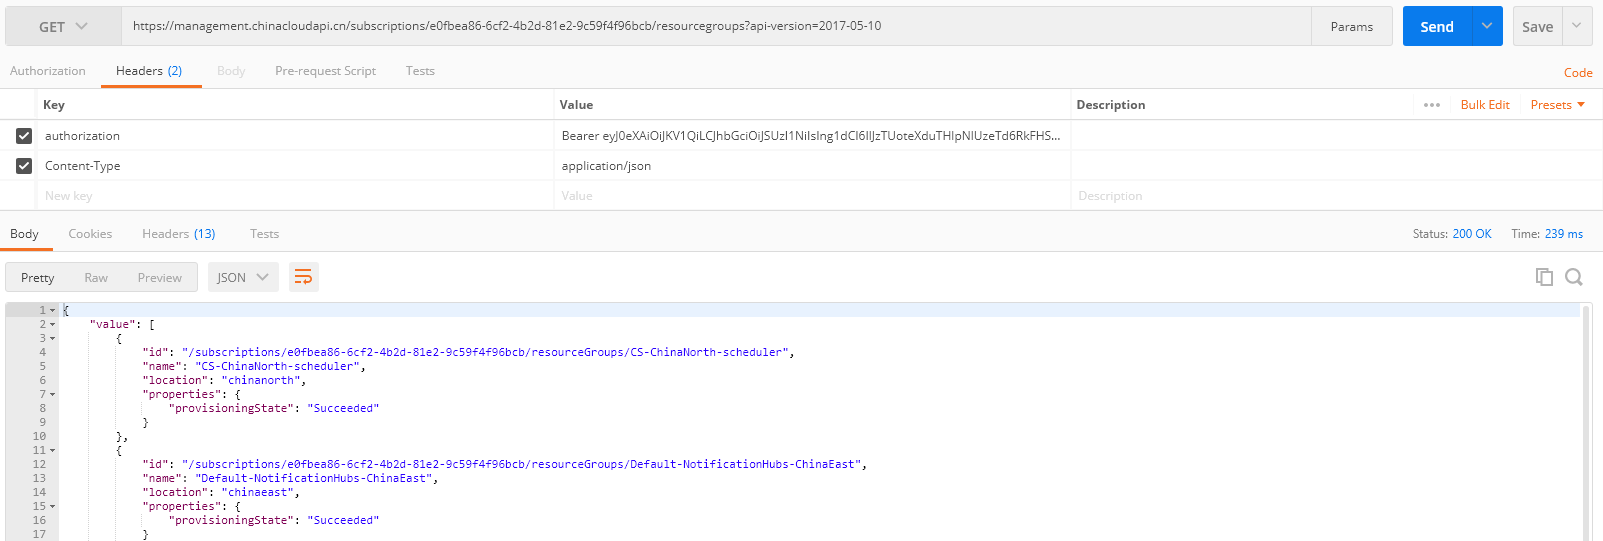 GET https://management.chinacloudapi.cn/subscriptions/e0fbea86-6cf2-4b2d-81e2-9c59f4f96bcb/resourcegroups?api-version=2017-05-10 Params Send Save
Authorization Headers (2) Body Pre-request Script Tests Code
Key Value Description ••• Bulk Edit Presets
authorization Bearer eyJ0eXAiOiJKV1QiLCJhbGciOiJSUzI1NiIsIng1dCI6IlJzTUoteXduTHlpNlUzeTd6RkFHS...
Content-Type application/json
New key Value Description
Body Cookies Headers (13) Tests Status: 200 OK Time: 239 ms
Pretty Raw Preview JSON
1 {
2 "value": [
3 {
4 "id": "/subscriptions/e0fbea86-6cf2-4b2d-81e2-9c59f4f96bcb/resourceGroups/CS-ChinaNorth-scheduler",
5 "name": "CS-ChinaNorth-scheduler",
6 "location": "chinanorth",
7 "properties": {
8 "provisioningState": "Succeeded"
9 }
10 },
11 {
12 "id": "/subscriptions/e0fbea86-6cf2-4b2d-81e2-9c59f4f96bcb/resourceGroups/Default-NotificationHubs-ChinaEast",
13 "name": "Default-NotificationHubs-ChinaEast",
14 "location": "chinaeast",
15 "properties": {
16 "provisioningState": "Succeeded"
17 }